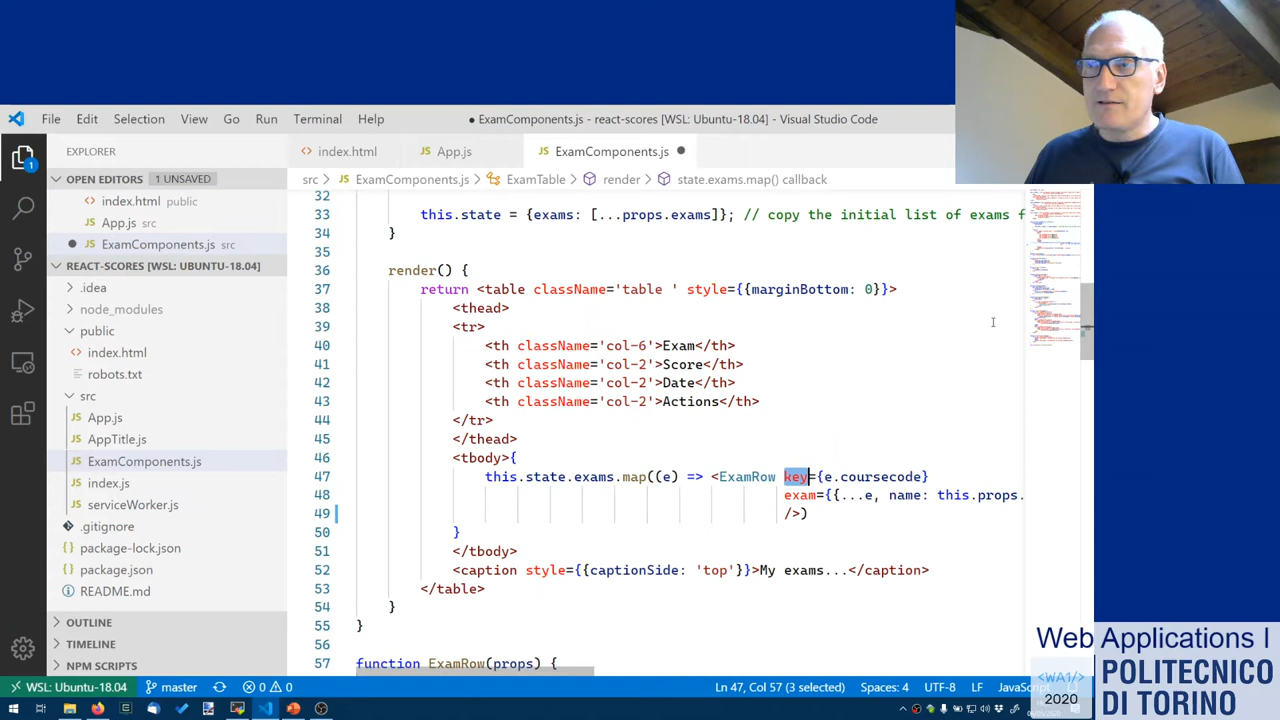 File Edit Selection View Go Run Terminal Help
● ExamComponents.js - react-scores [WSL: Ubuntu-18.04] - Visual Studio Code
EXPLORER
index.html
App.js
ExamComponents.js ●
OPEN EDITORS 1 UNSAVED
src > ExamComponents.js > ExamTable > render > state.exams.map() callback
index.html public
App.js src
ExamComponents.js src
REACT-SCORES [WSL: UBUNTU-18.04]
.idea
node_modules
public
index.html
robots.txt
src
App.js
AppTitle.js
ExamComponents.js
index.js
serviceWorker.js
.gitignore
package-lock.json
package.json
README.md
OUTLINE
TIMELINE
NPM SCRIPTS
33 this.state = {exams: [...props.exams]}; // copy the initial list of exams f
34 }
35
36 render() {
37 return <table className='table ' style={{marginBottom: 0}}>
38 <thead>
39 <tr>
40 <th className='col-6'>Exam</th>
41 <th className='col-2'>Score</th>
42 <th className='col-2'>Date</th>
43 <th className='col-2'>Actions</th>
44 </tr>
45 </thead>
46 <tbody>{
47 this.state.exams.map((e) => <ExamRow key={e.coursecode}
48 exam={{...e, name: this.props.
49 />)
50 }
51 </tbody>
52 <caption style={{captionSide: 'top'}}>My exams...</caption>
53 </table>
54 }
55 }
56
57 function ExamRow(props) {
WSL: Ubuntu-18.04 master 0 0 Ln 47, Col 57 (3 selected) Spaces: 4 UTF-8 LF JavaScript
Web Applications I
<WA1/>
2020
POLITECNICO
DI TORINO